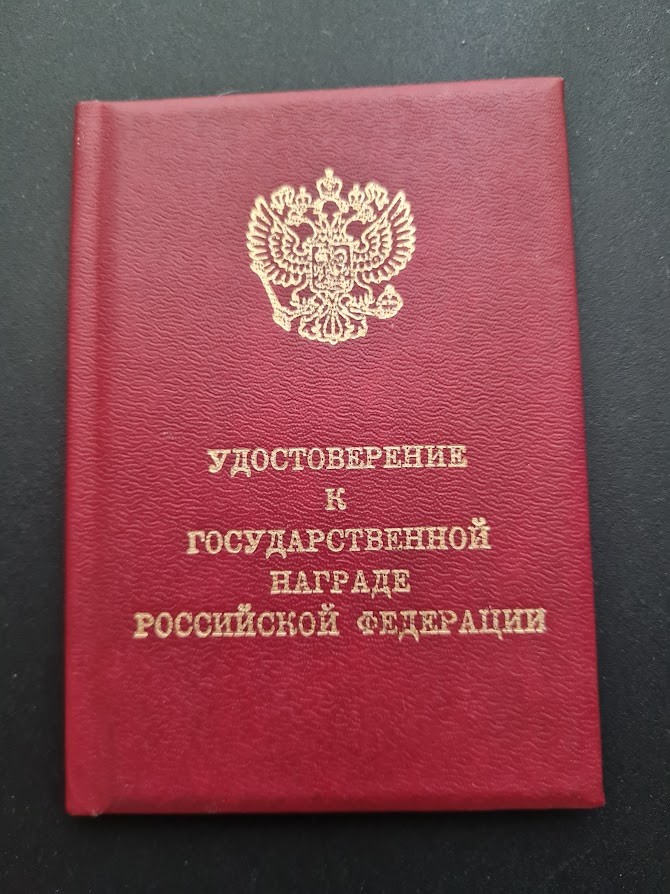 УДОСТОВЕРЕНИЕ
К
ГОСУДАРСТВЕННОЙ
НАГРАДЕ
РОССИЙСКОЙ ФЕДЕРАЦИИ